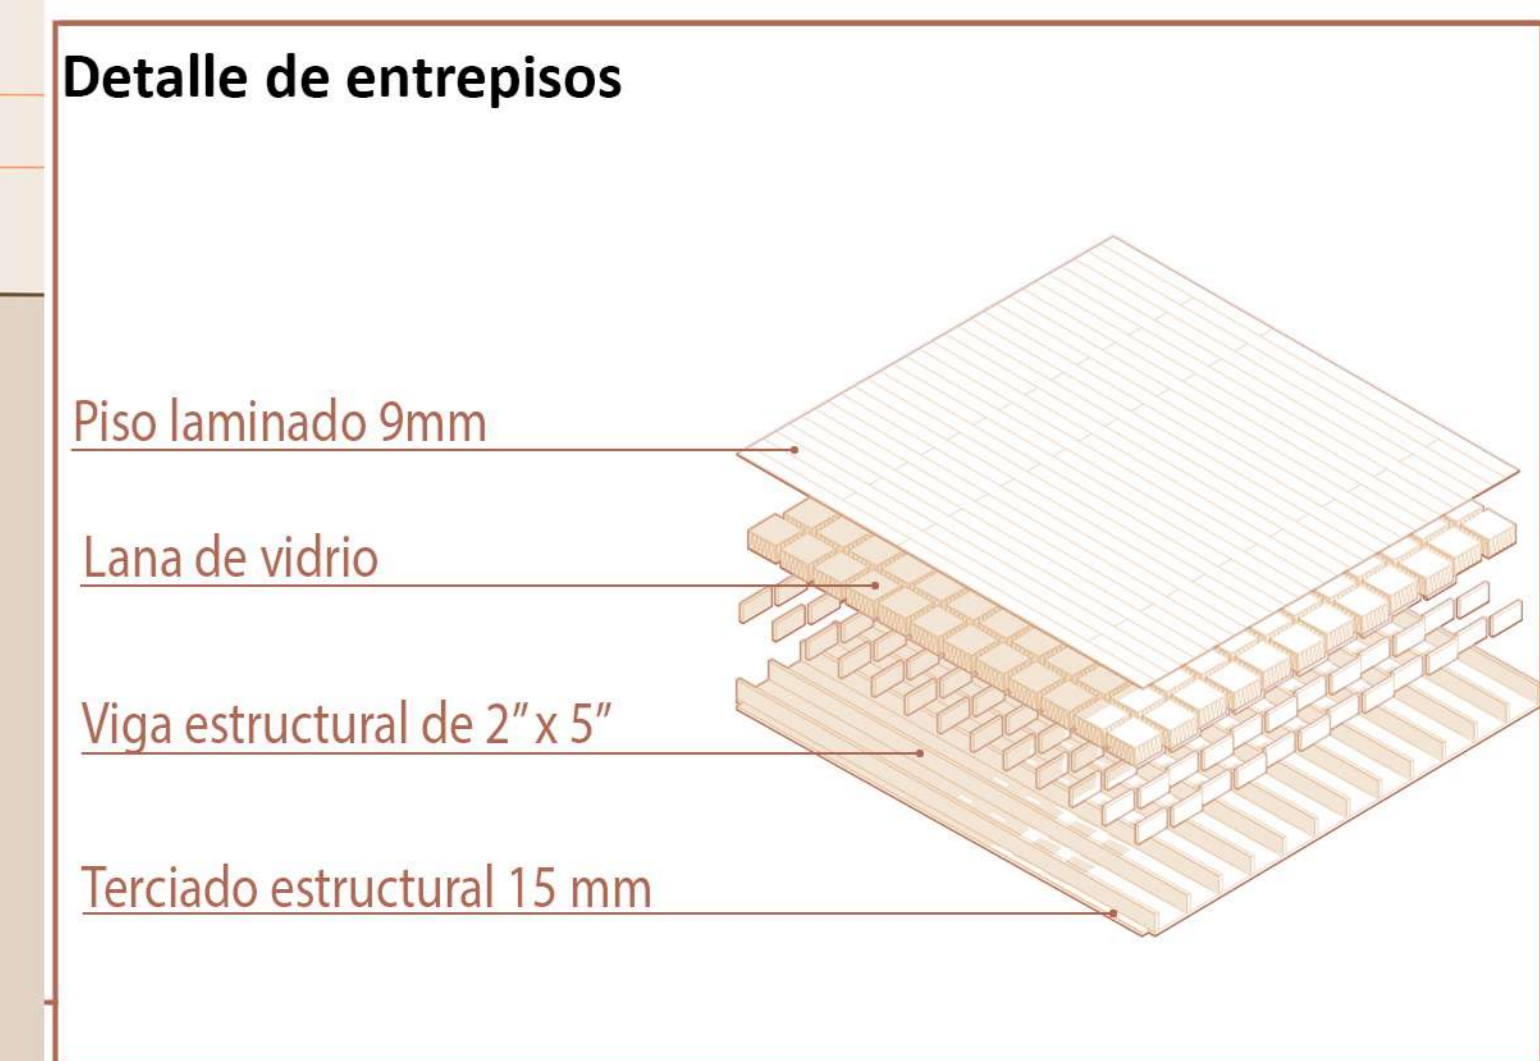 Detalle de entrepisos
Piso laminado 9mm
Lana de vidrio
Viga estructural de 2” x 5”
Terciado estructural 15 mm